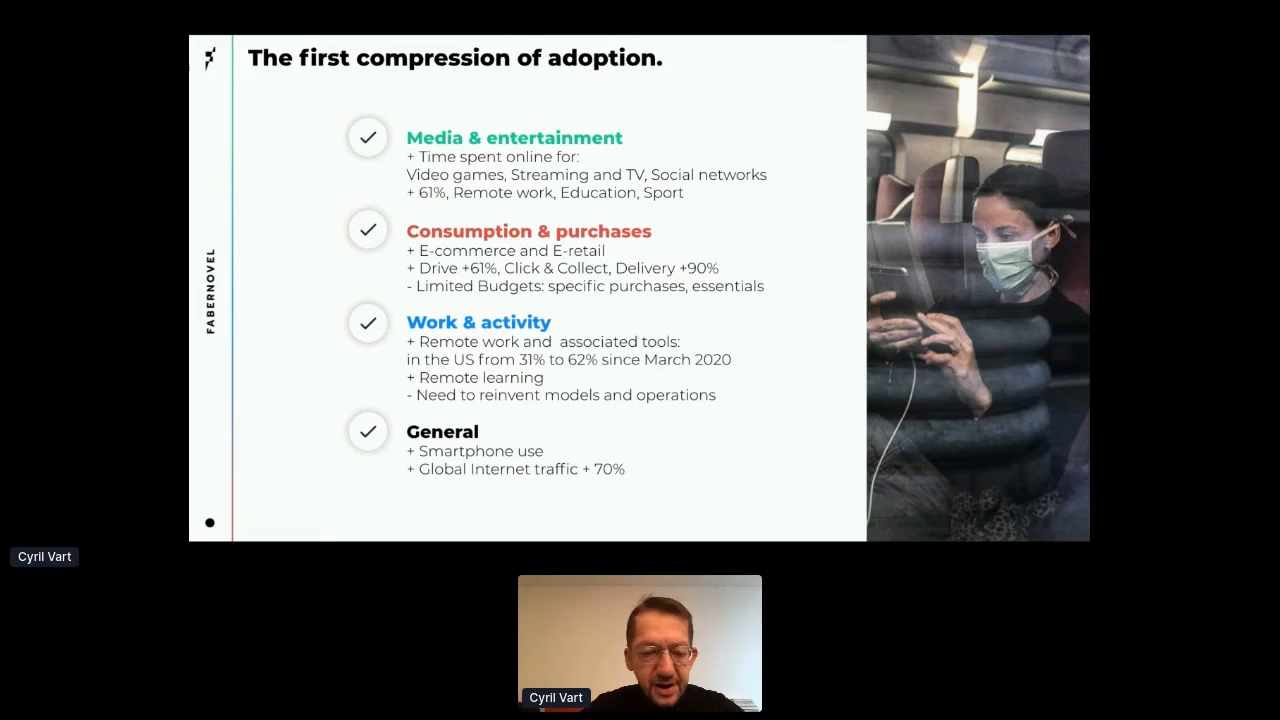 The first compression of adoption.
Media & entertainment
+ Time spent online for:
Video games, Streaming and TV, Social networks
+ 61%, Remote work, Education, Sport
Consumption & purchases
+ E-commerce and E-retail
+ Drive +61%, Click & Collect, Delivery +90%
- Limited Budgets: specific purchases, essentials
Work & activity
+ Remote work and  associated tools:
in the US from 31% to 62% since March 2020
+ Remote learning
- Need to reinvent models and operations
General
+ Smartphone use
+ Global Internet traffic + 70%
FABERNOVEL
Cyril Vart
Cyril Vart